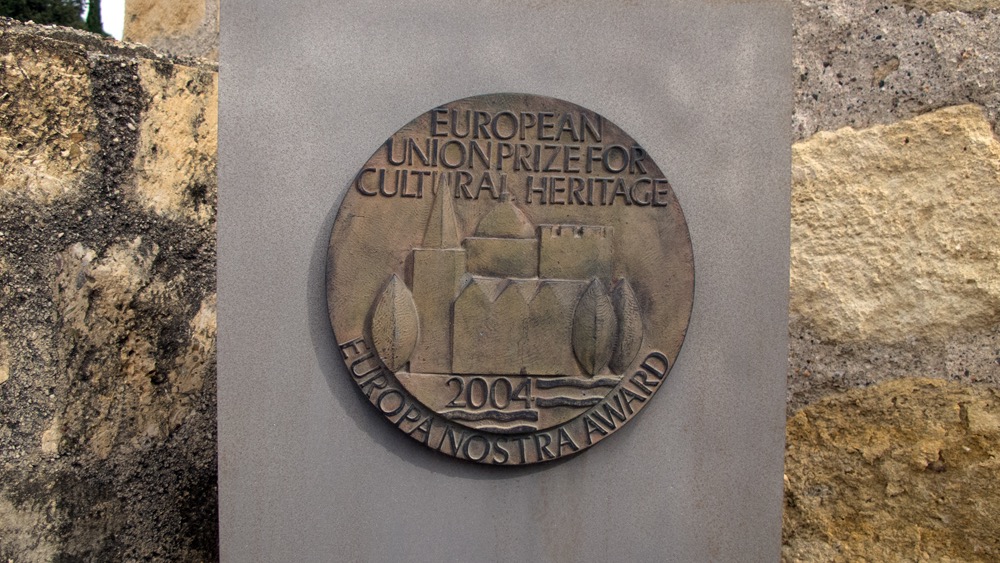 EUROPEAN
UNION PRIZE FOR
CULTURAL HERITAGE
2004
EUROPA NOSTRA AWARD